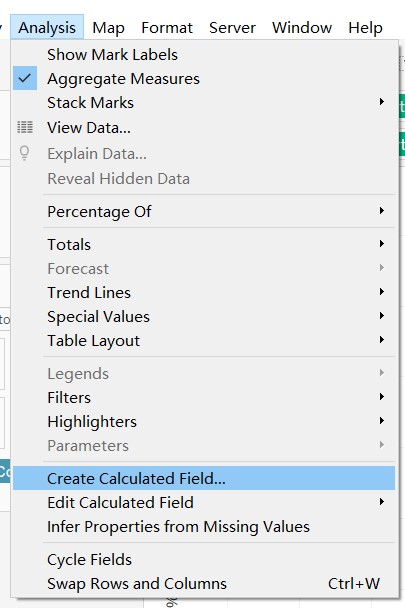 Analysis Map Format Server Window Help
Show Mark Labels
Aggregate Measures
Stack Marks
View Data...
Explain Data...
Reveal Hidden Data
Percentage Of
Totals
Forecast
Trend Lines
Special Values
Table Layout
Legends
Filters
Highlighters
Parameters
Create Calculated Field...
Edit Calculated Field
Infer Properties from Missing Values
Cycle Fields
Swap Rows and Columns Ctrl+W